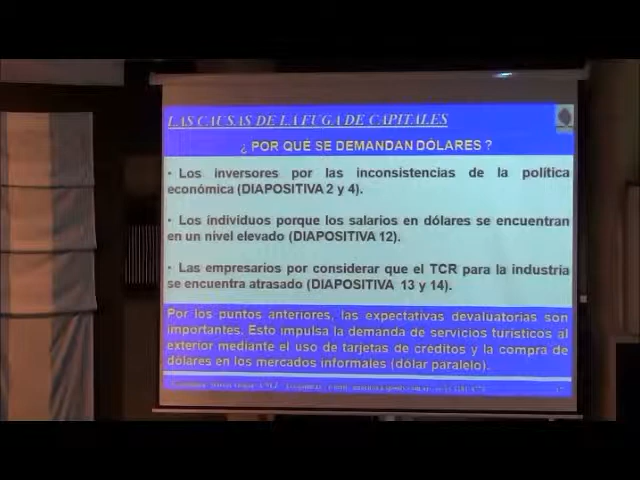 LAS CAUSAS DE LA FUGA DE CAPITALES
¿ POR QUÉ SE DEMANDAN DÓLARES ?
• Los inversores por las inconsistencias de la política
económica (DIAPOSITIVA 2 y 4).
• Los individuos porque los salarios en dólares se encuentran
en un nivel elevado (DIAPOSITIVA 12).
• Las empresarios por considerar que el TCR para la industria
se encuentra atrasado (DIAPOSITIVA 13 y 14).
Por los puntos anteriores, las expectativas devaluatorias son
importantes. Esto impulsa la demanda de servicios turísticos al
exterior mediante el uso de tarjetas de créditos y la compra de
dólares en los mercados informales (dólar paralelo).